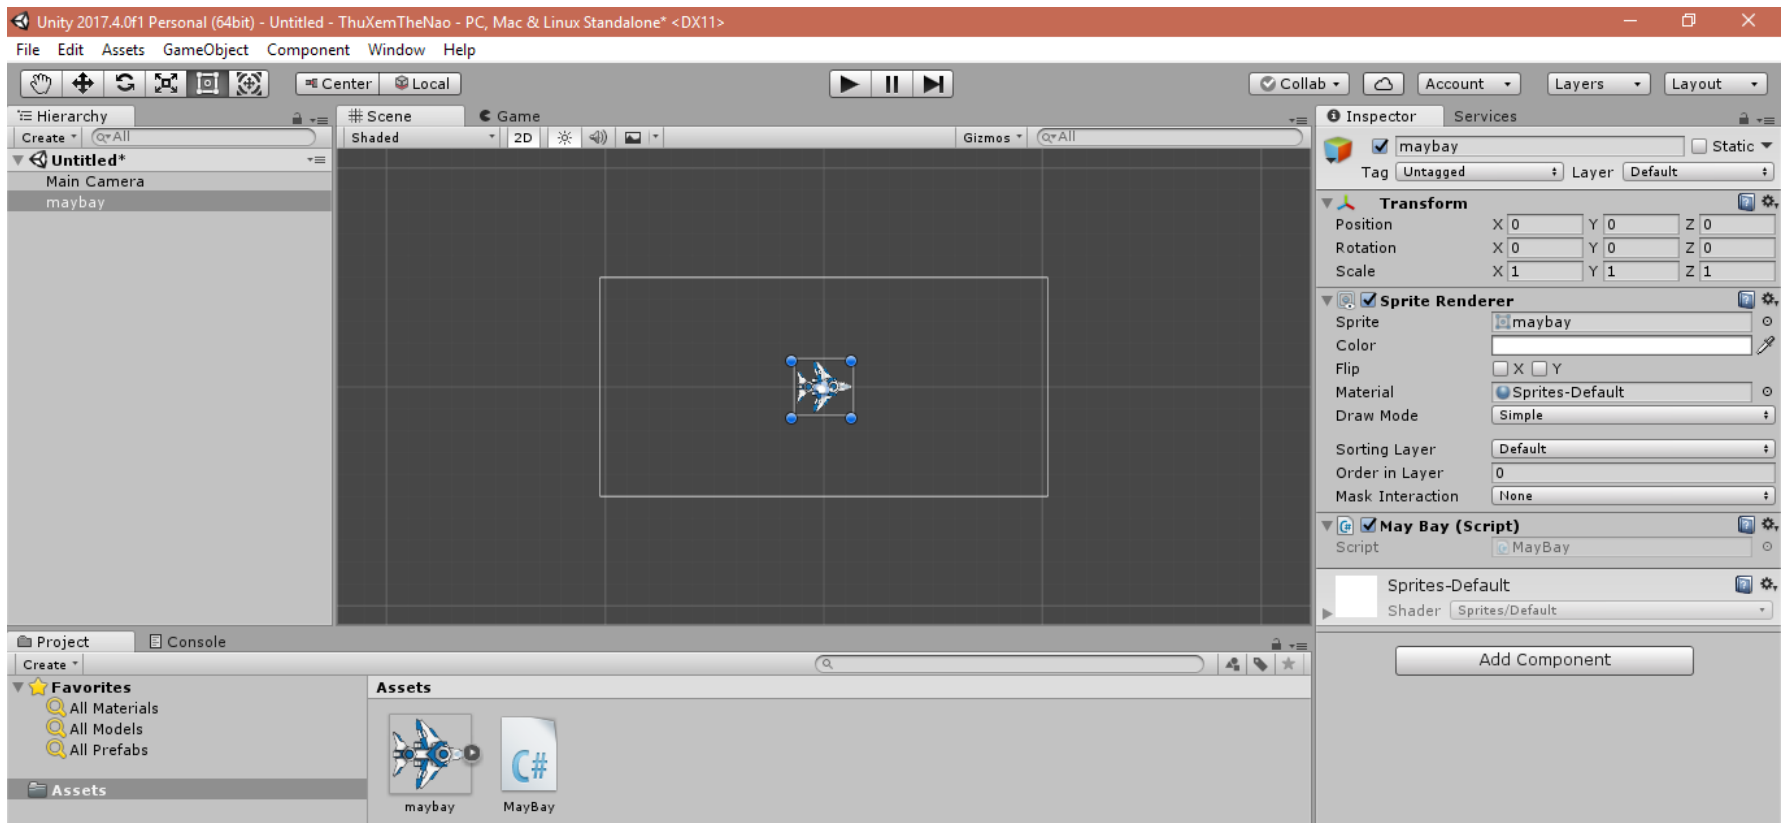 Unity 2017.4.0f1 Personal (64bit) - Untitled - ThuXemTheNao - PC, Mac & Linux Standalone* <DX11>
File Edit Assets GameObject Component Window Help
Center Local Collab Account Layers Layout
Hierarchy
Create All
Untitled*
Main Camera
maybay
Scene Game
Shaded 2D Gizmos All
Inspector Services
maybay Static
Tag Untagged Layer Default
Transform
Position X 0 Y 0 Z 0
Rotation X 0 Y 0 Z 0
Scale X 1 Y 1 Z 1
Sprite Renderer
Sprite maybay
Color
Flip X Y
Material Sprites-Default
Draw Mode Simple
Sorting Layer Default
Order in Layer 0
Mask Interaction None
C# May Bay (Script)
Script MayBay
Sprites-Default
Shader Sprites/Default
Add Component
Project Console
Create
Favorites
All Materials
All Models
All Prefabs
Assets
Assets
C#
maybay MayBay